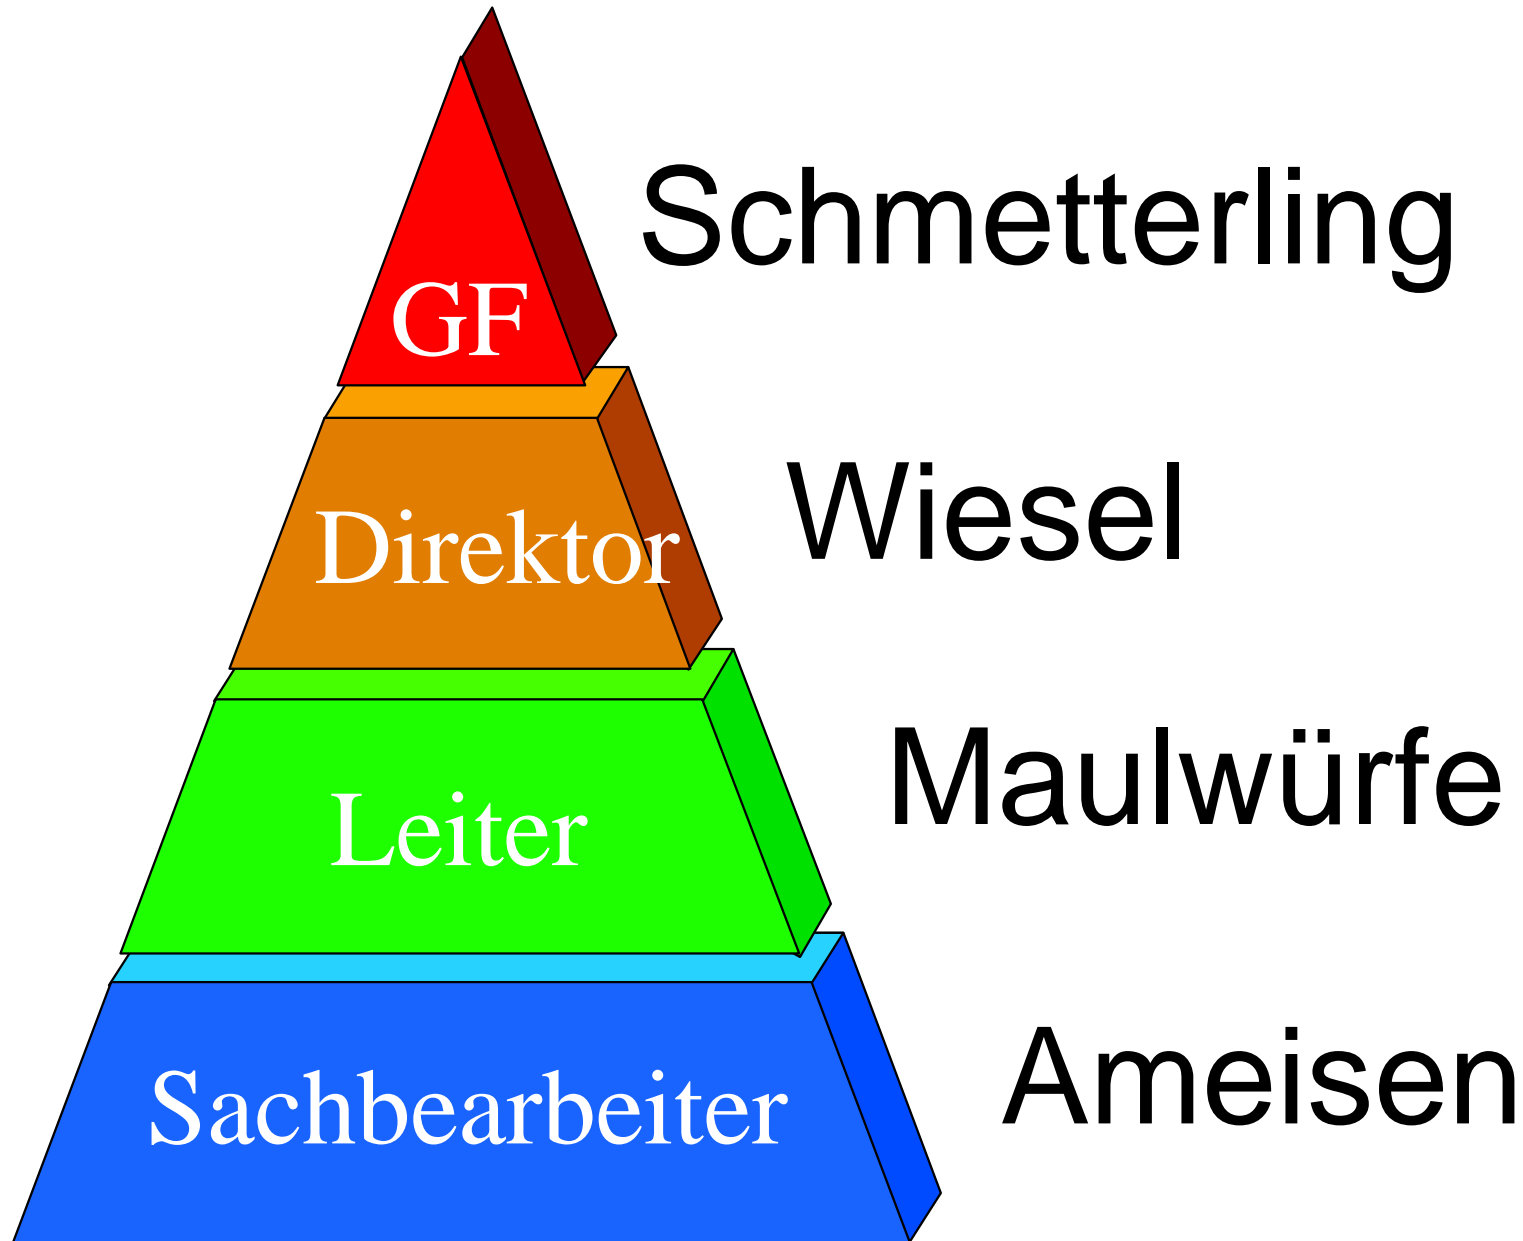 Schmetterling
GF
Wiesel
Direktor
Maulwürfe
Leiter
Ameisen
Sachbearbeiter